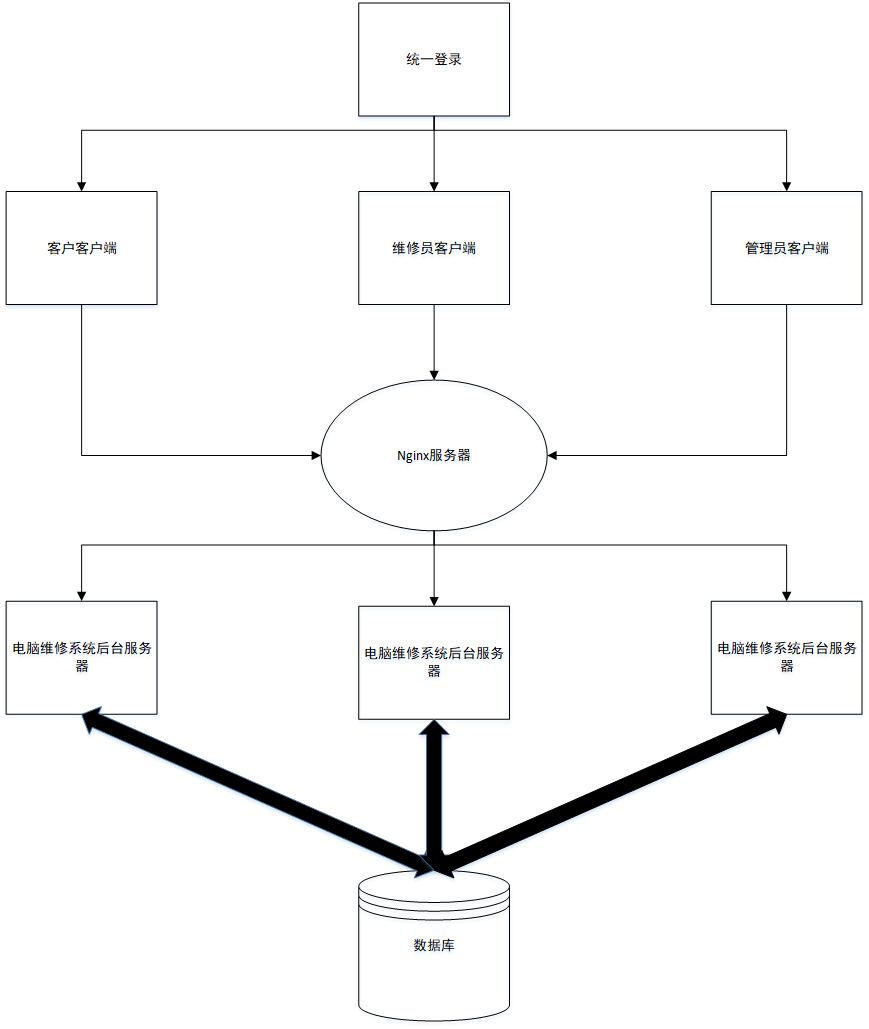 统一登录
客户客户端
维修员客户端
管理员客户端
Nginx服务器
电脑维修系统后台服务
器
电脑维修系统后台服务
器
电脑维修系统后台服务
器
数据库